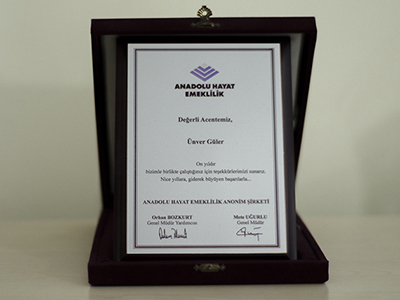 ANADOLU HAYAT
EMEKLİLİK
Değerli Acentemiz,
Ünver Güler
On yıldır
bizimle birlikte çalıştığınız için teşekkürlerimizi sunarız.
Nice yıllara, giderek büyüyen başarılarla...
ANADOLU HAYAT EMEKLİLİK ANONİM ŞİRKETİ
Orhan BOZKURT Mete UĞURLU
Genel Müdür Yardımcısı Genel Müdür